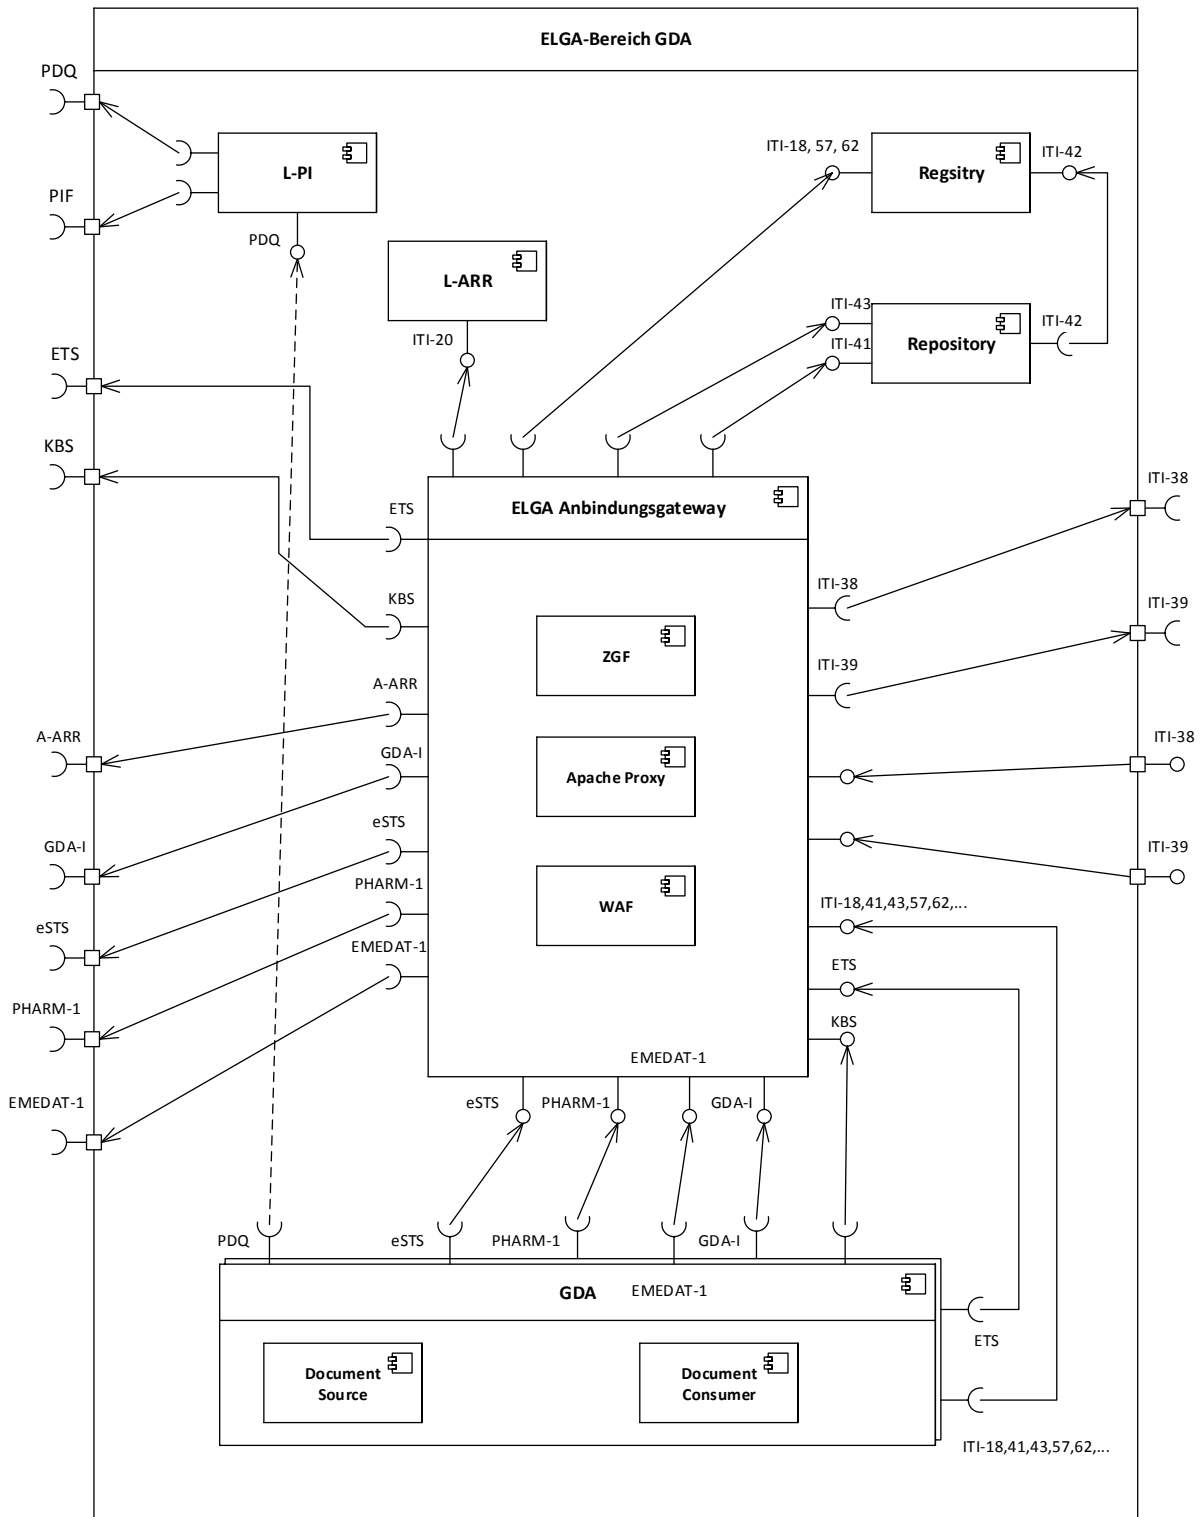 ELGA-Bereich GDA
PDQ
L-PI
ITI-18, 57, 62
Regsitry
ITI-42
PIF
PDQ
L-ARR
ITI-20
ITI-43
ITI-41
Repository
ITI-42
ETS
KBS
ELGA Anbindungsgateway
ETS
ITI-38
KBS
ITI-38
ITI-39
ZGF
A-ARR
ITI-39
A-ARR
GDA-I
Apache Proxy
ITI-38
GDA-I
eSTS
ITI-39
PHARM-1
WAF
ITI-18,41,43,57,62,...
eSTS
EMEDAT-1
ETS
PHARM-1
KBS
EMEDAT-1
EMEDAT-1
eSTS
PHARM-1
GDA-I
PDQ
eSTS
PHARM-1
GDA-I
GDA
EMEDAT-1
ETS
Document
Source
Document
Consumer
ITI-18,41,43,57,62,...